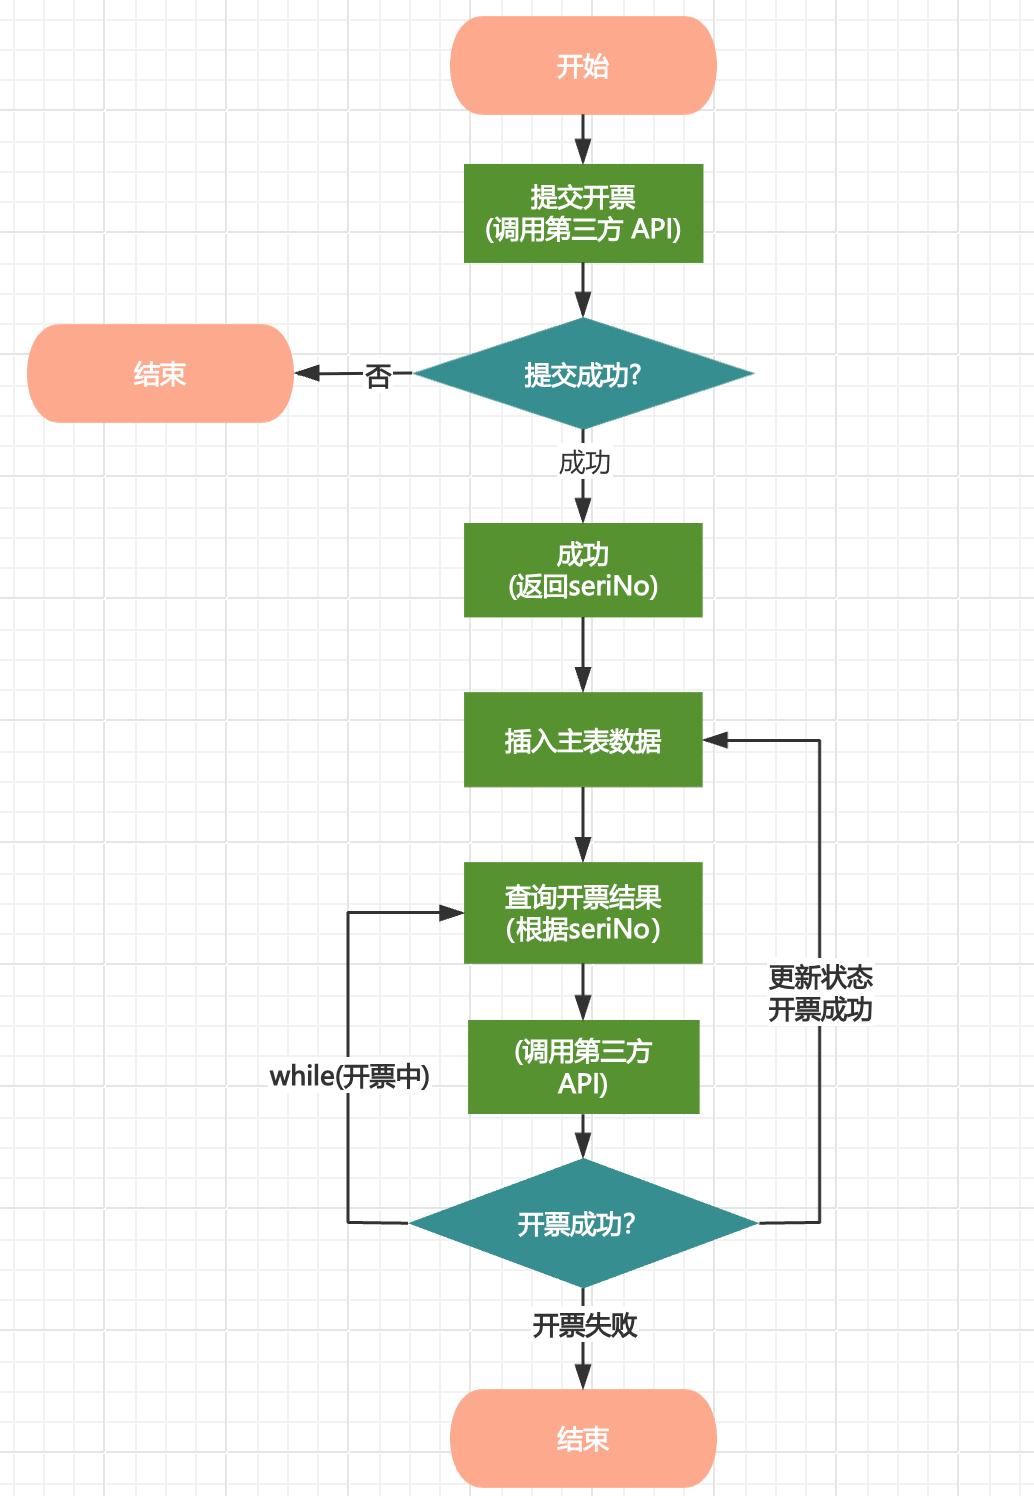 开始
提交开票
(调用第三方 API)
提交成功?
否
结束
成功
成功
(返回seriNo)
插入主表数据
查询开票结果
（根据seriNo）
更新状态
开票成功
(调用第三方
API)
while(开票中)
开票成功?
开票失败
结束